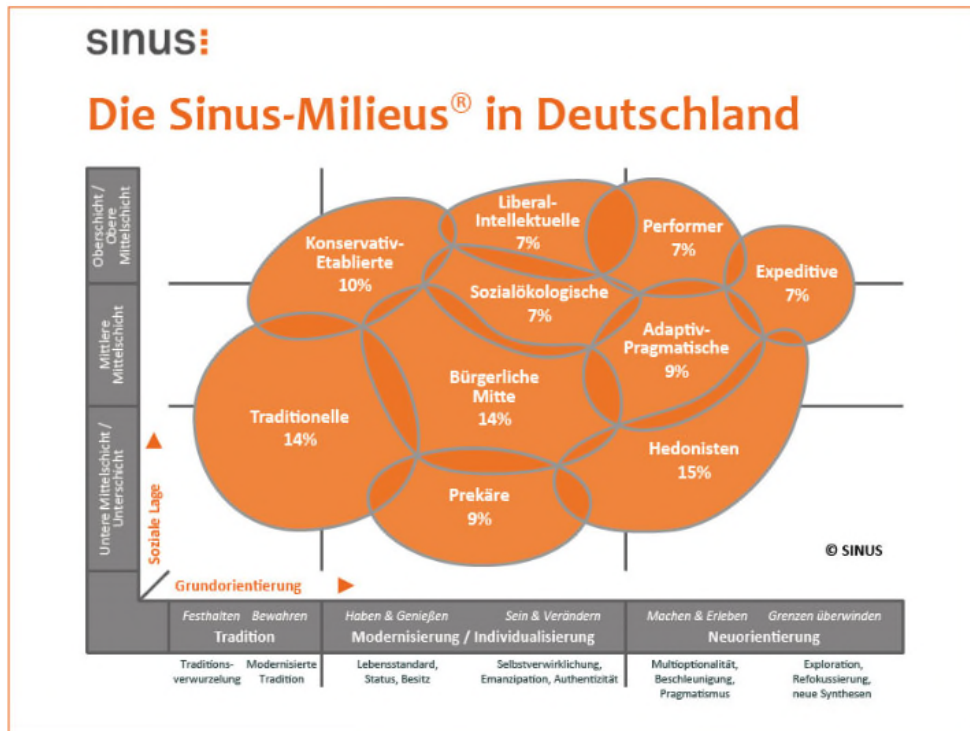 sinus:
Die Sinus-Milieus® in Deutschland
Oberschicht /
Obere
Mittelschicht
Mittlere
Mittelschicht
Untere Mittelschicht /
Unterschicht
Soziale Lage
Konservativ-
Etablierte
10%
Liberal-
Intellektuelle
7%
Performer
7%
Expeditive
7%
Sozialökologische
7%
Adaptiv-
Pragmatische
9%
Bürgerliche
Mitte
14%
Traditionelle
14%
Hedonisten
15%
Prekäre
9%
© SINUS
Grundorientierung
Festhalten Bewahren
Tradition
Haben & Genießen Sein & Verändern
Modernisierung / Individualisierung
Machen & Erleben Grenzen überwinden
Neuorientierung
Traditions-
verwurzelung
Modernisierte
Tradition
Lebensstandard,
Status, Besitz
Selbstverwirklichung,
Emanzipation, Authentizität
Multioptionalität,
Beschleunigung,
Pragmatismus
Exploration,
Refokussierung,
neue Synthesen